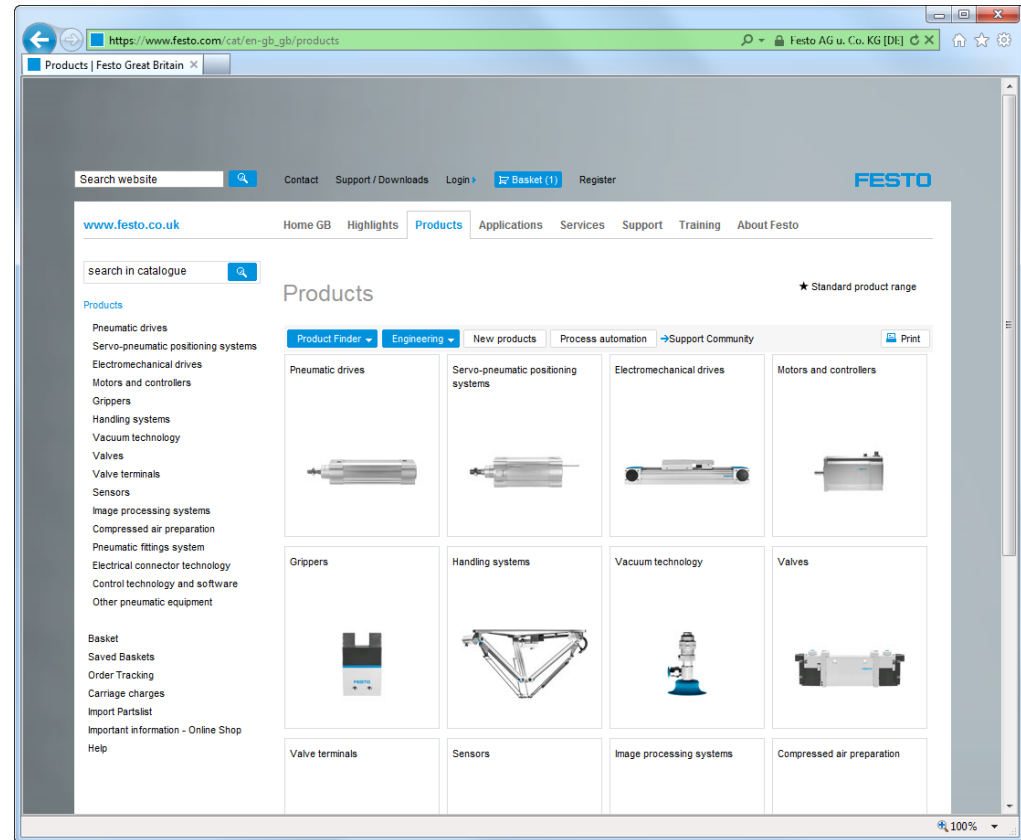 https://www.festo.com/cat/en-gb_gb/products
Festo AG u. Co. KG [DE]
Products | Festo Great Britain
Search website
Contact
Support / Downloads
Login
Basket (1)
Register
FESTO
www.festo.co.uk
Home GB
Highlights
Products
Applications
Services
Support
Training
About Festo
search in catalogue
Products
Pneumatic drives
Servo-pneumatic positioning systems
Electromechanical drives
Motors and controllers
Grippers
Handling systems
Vacuum technology
Valves
Valve terminals
Sensors
Image processing systems
Compressed air preparation
Pneumatic fittings system
Electrical connector technology
Control technology and software
Other pneumatic equipment
Basket
Saved Baskets
Order Tracking
Carriage charges
Import Partslist
Important information - Online Shop
Help
Products
★ Standard product range
Product Finder
Engineering
New products
Process automation
→Support Community
Print
Pneumatic drives
Servo-pneumatic positioning
systems
Electromechanical drives
Motors and controllers
Grippers
FESTO
Handling systems
Vacuum technology
Valves
Valve terminals
Sensors
Image processing systems
Compressed air preparation
100%